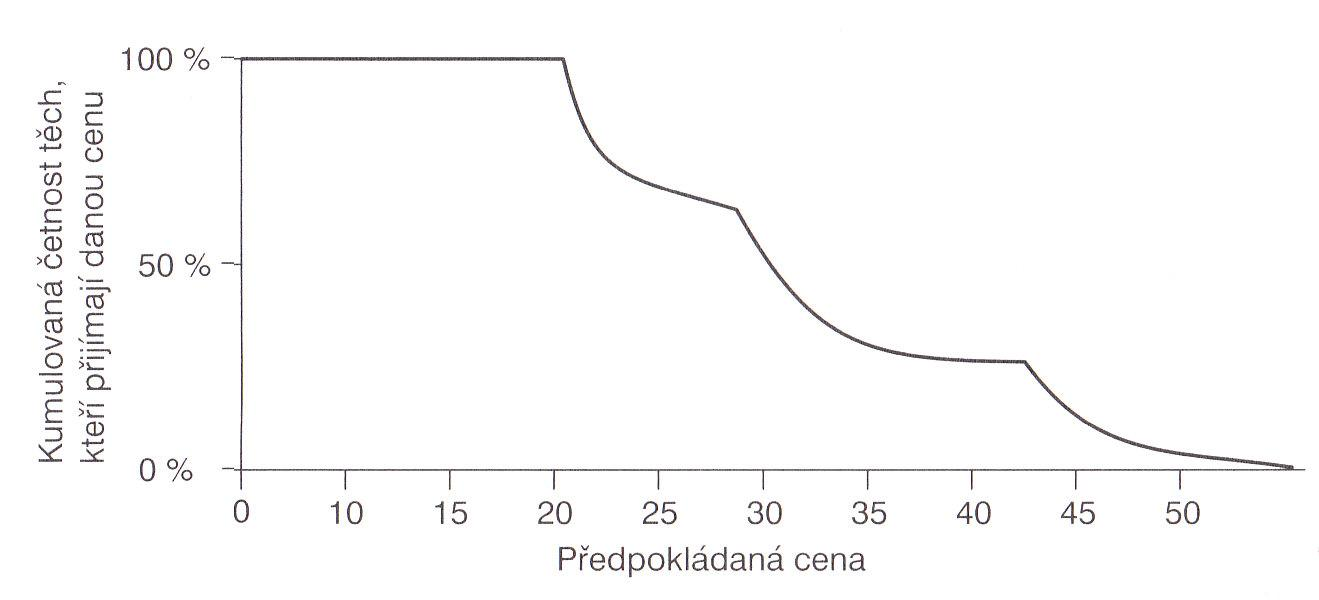 Kumulovaná četnost těch,
kteří přijímají danou cenu
100 %
50 %
0 %
0 10 15 20 25 30 35 40 45 50
Předpokládaná cena